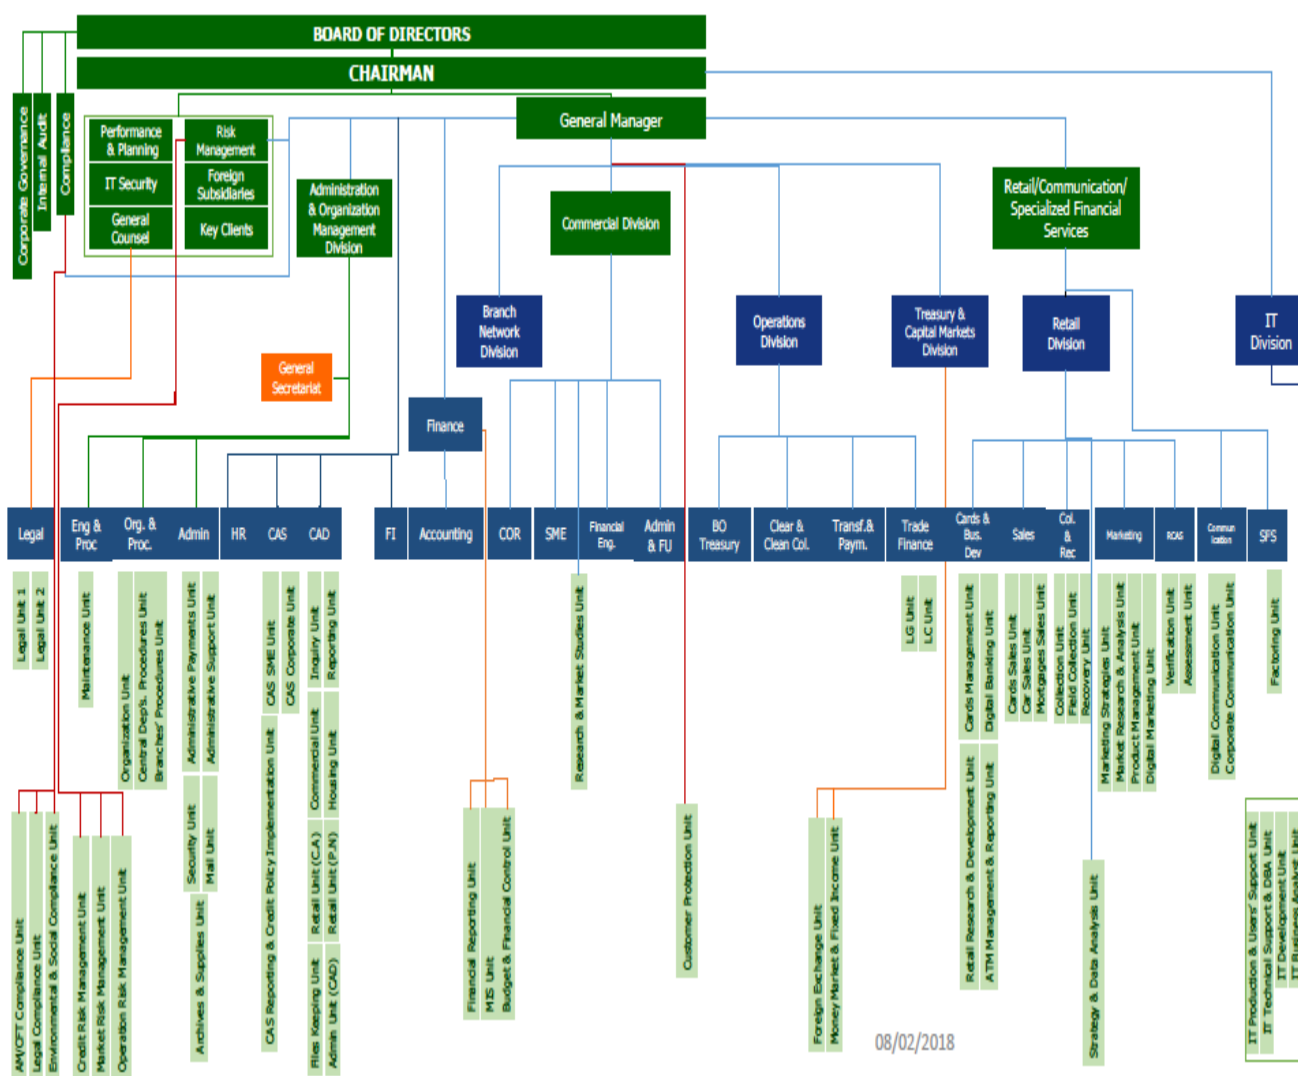 BOARD OF DIRECTORS
CHAIRMAN
General Manager
Corporate Governance
Internal Audit
Compliance
Performance
& Planning
Risk
Management
IT Security
Foreign
Subsidiaries
General
Counsel
Key Clients
Administration
& Organization
Management
Division
Commercial Division
Retail/Communication/
Specialized Financial
Services
Branch
Network
Division
Operations
Division
Treasury &
Capital Markets
Division
Retail
Division
IT
Division
General
Secretariat
Finance
Legal
Eng &
Proc
Org. &
Proc.
Admin
HR
CAS
CAD
FI
Accounting
COR
SME
Financial
Eng.
Admin
& FU
BO
Treasury
Clear &
Clean Col.
Transf.&
Paym.
Trade
Finance
Cards &
Bus.
Dev
Sales
Col.
&
Rec
Marketing
RCAS
Commun
ication
SFS
Legal Unit 1
Legal Unit 2
Maintenance Unit
Organization Unit
Central Dep's. Procedures Unit
Branches' Procedures Unit
Administrative Payments Unit
Administrative Support Unit
Security Unit
Mail Unit
Archives & Supplies Unit
CAS SME Unit
CAS Corporate Unit
CAS Reporting & Credit Policy Implementation Unit
Inquiry Unit
Reporting Unit
Commercial Unit
Housing Unit
Retail Unit (C.A)
Retail Unit (P.N)
Files Keeping Unit
Admin Unit (CAD)
Research & Market Studies Unit
LG Unit
LC Unit
Cards Management Unit
Digital Banking Unit
Retail Research & Development Unit
ATM Management & Reporting Unit
Cards Sales Unit
Car Sales Unit
Mortgages Sales Unit
Collection Unit
Field Collection Unit
Recovery Unit
Marketing Strategies Unit
Market Research & Analysis Unit
Product Management Unit
Digital Marketing Unit
Verification Unit
Assessment Unit
Digital Communication Unit
Corporate Communication Unit
Factoring Unit
AM/CFT Compliance Unit
Legal Compliance Unit
Environmental & Social Compliance Unit
Credit Risk Management Unit
Market Risk Management Unit
Operation Risk Management Unit
Financial Reporting Unit
MIS Unit
Budget & Financial Control Unit
Customer Protection Unit
Foreign Exchange Unit
Money Market & Fixed Income Unit
Strategy & Data Analysis Unit
IT Production & Users' Support Unit
IT Technical Support & DBA Unit
IT Development Unit
IT Business Analyst Unit
08/02/2018